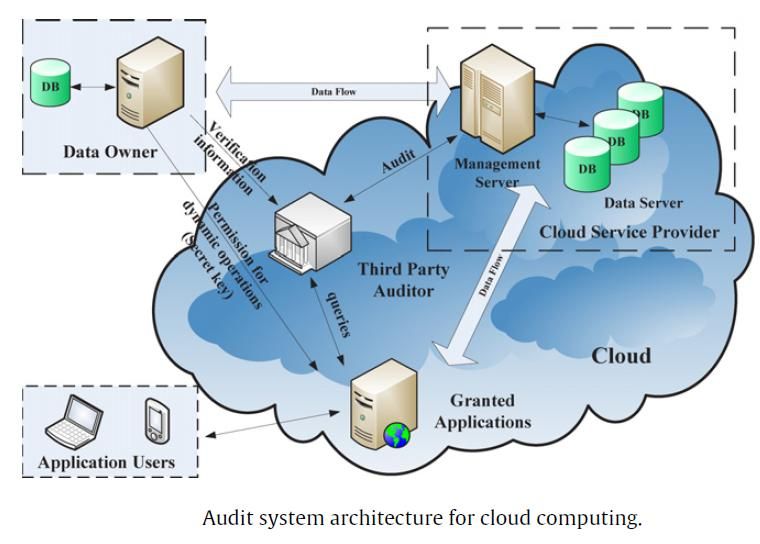 DB
Data Owner
Data Flow
Verification
information
Permission for
dynamic operations
(Secret key)
Audit
Management
Server
DB
DB
DB
Data Server
Cloud Service Provider
Third Party
Auditor
queries
Data Flow
Cloud
Granted
Applications
Application Users
Audit system architecture for cloud computing.